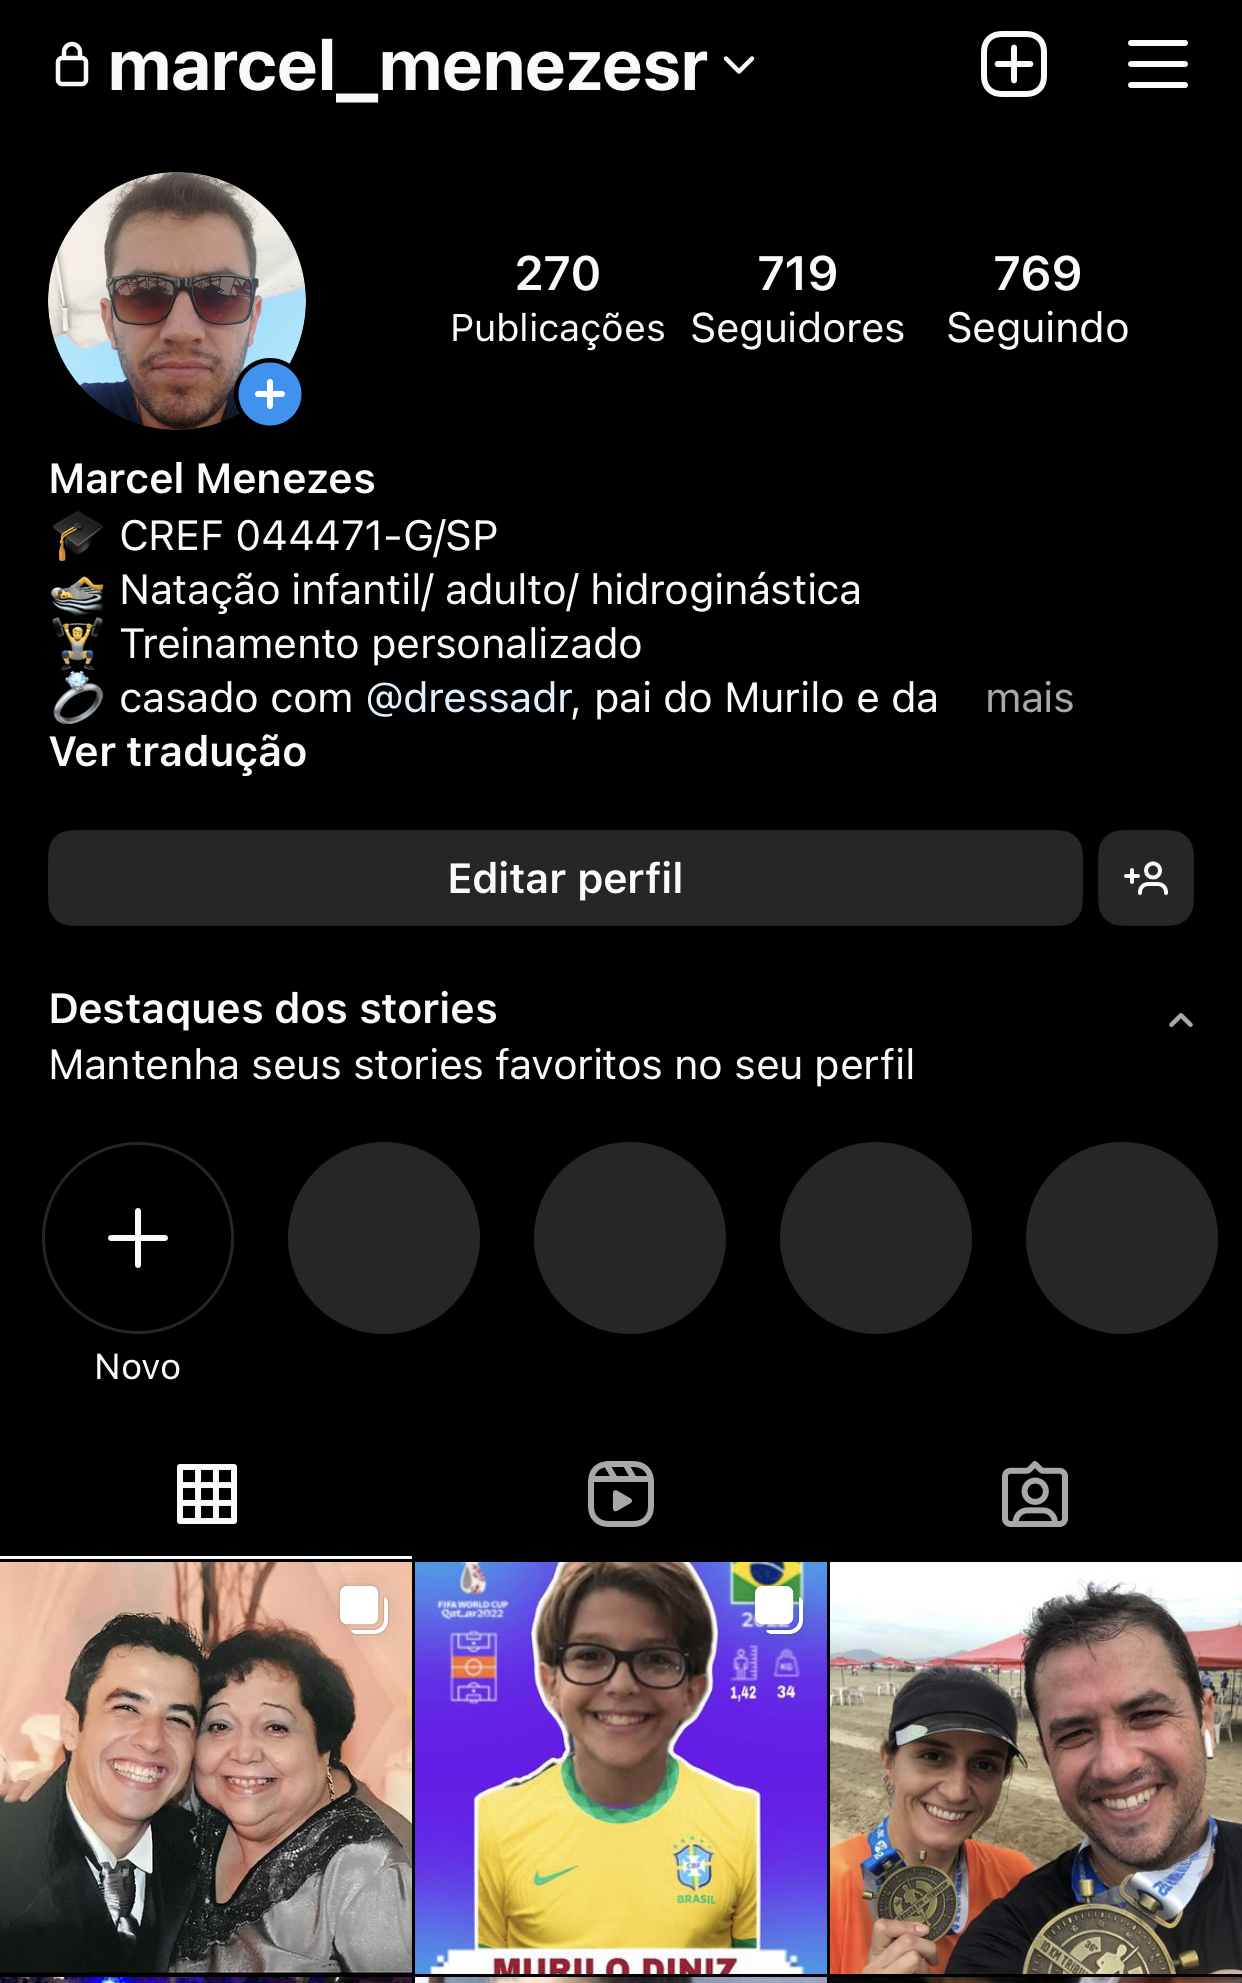 marcel_menezesr
270
719
769
Publicações
Seguidores
Seguindo
Marcel Menezes
CREF 044471-G/SP
Natação infantil/ adulto/ hidroginástica
Treinamento personalizado
casado com @dressadr, pai do Murilo e da mais
Ver tradução
Editar perfil
Destaques dos stories
Mantenha seus stories favoritos no seu perfil
Novo
FIFA WORLD CUP
Qatar2022
1,42
34
KG
CBF
BRASIL
MURILO DINIZ